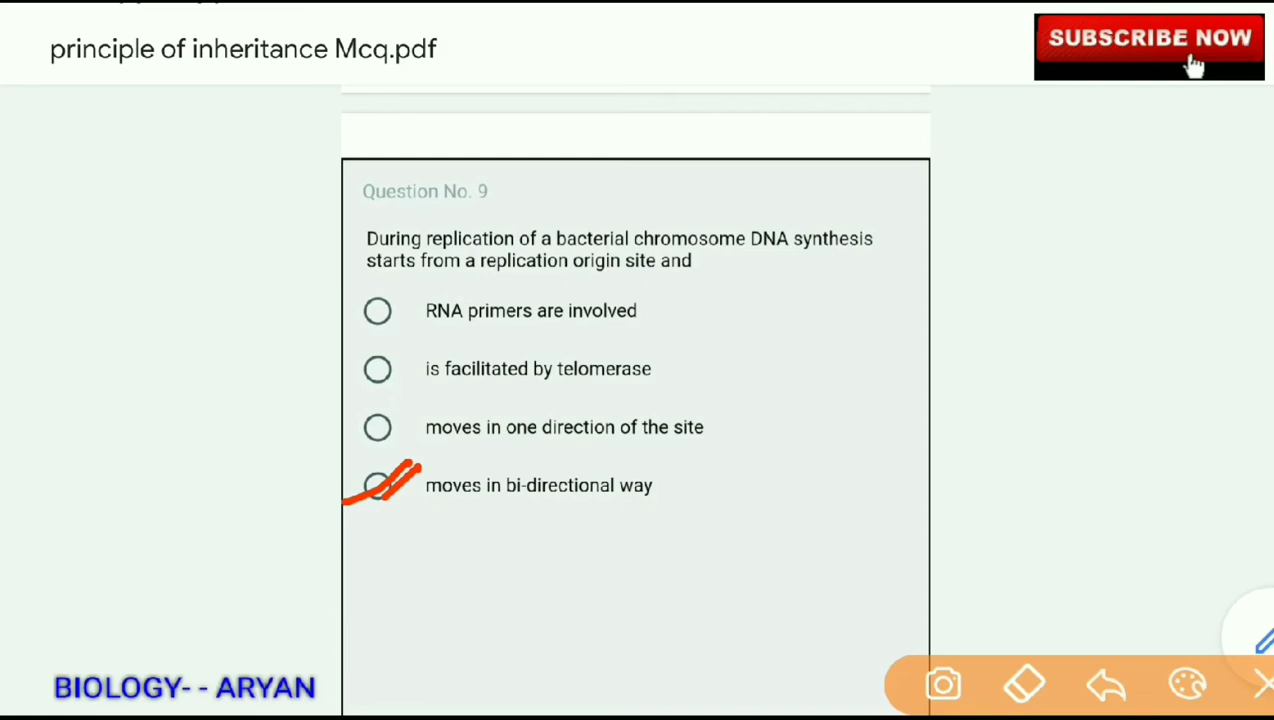 principle of inheritance Mcq.pdf
SUBSCRIBE NOW
Question No. 9
During replication of a bacterial chromosome DNA synthesis
starts from a replication origin site and
RNA primers are involved
is facilitated by telomerase
moves in one direction of the site
moves in bi-directional way
BIOLOGY- - ARYAN